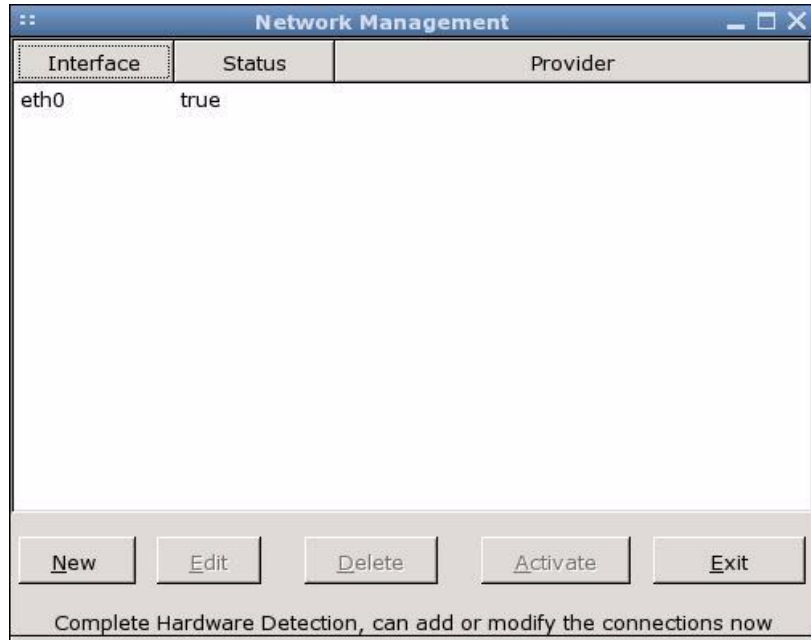 Network Management
Interface Status Provider
eth0 true
New Edit Delete Activate Exit
Complete Hardware Detection, can add or modify the connections now